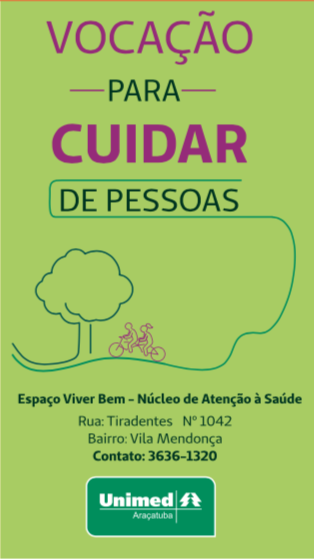 VOCAÇÃO
PARA
CUIDAR
DE PESSOAS
Espaço Viver Bem – Núcleo de Atenção à Saúde
Rua: Tiradentes Nº 1042
Bairro: Vila Mendonça
Contato: 3636-1320
Unimed
Araçatuba